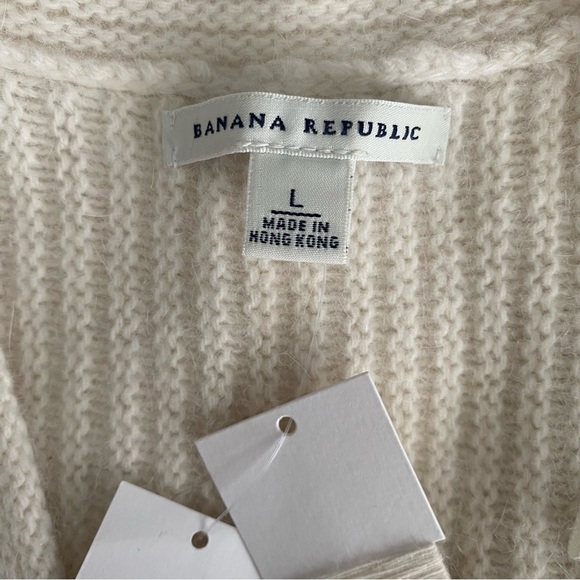 BANANA REPUBLIC
L
MADE IN
HONG KONG